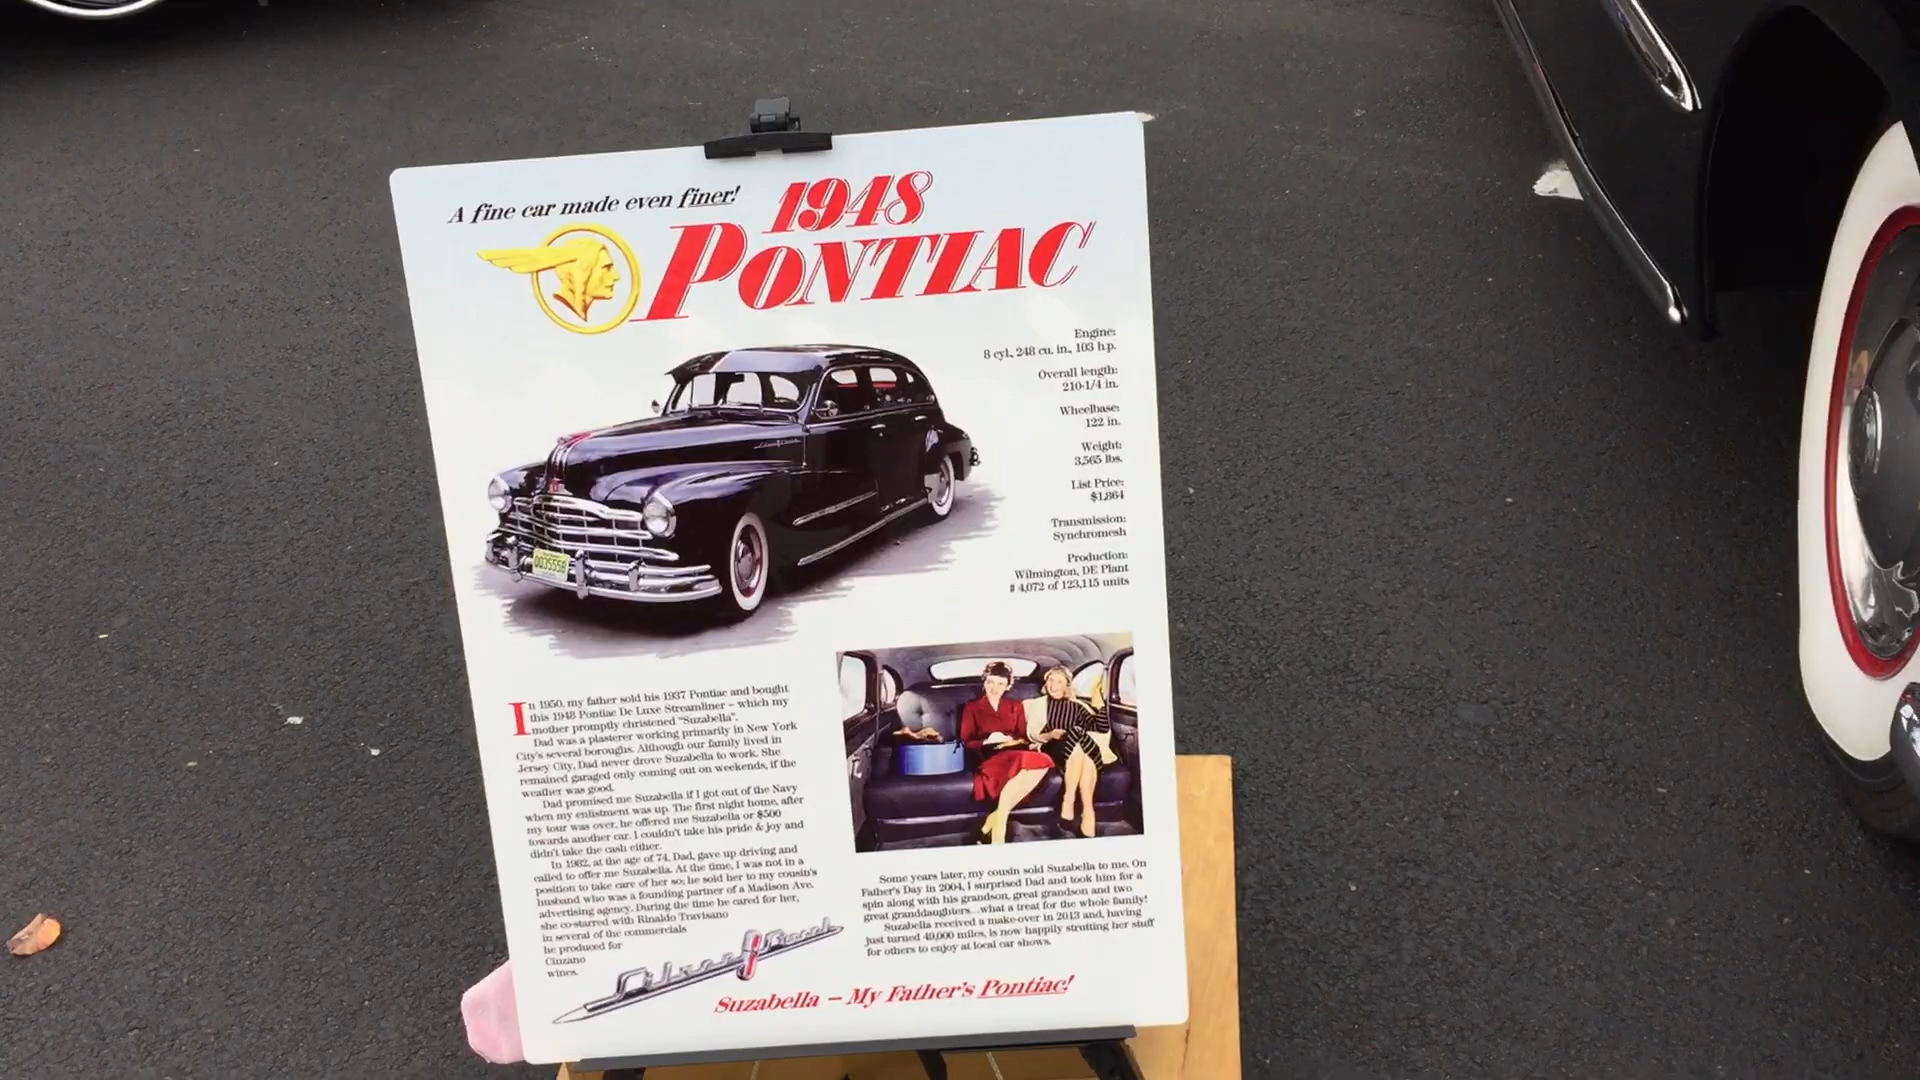 A fine car made even finer!
1948
PONTIAC
Engine:
8 cyl., 248 cu. in., 103 h.p.
Overall length:
210-1/4 in.
Wheelbase:
122 in.
Weight:
3,565 lbs.
List Price:
$1,864
Transmission:
Synchromesh
Production:
Wilmington, DE Plant
# 4,072 of 123,115 units
In 1950, my father sold his 1937 Pontiac and bought
this 1948 Pontiac De Luxe Streamliner – which my
mother promptly christened "Suzabella".
Dad was a plasterer working primarily in New York
City's several boroughs. Although our family lived in
Jersey City, Dad never drove Suzabella to work. She
remained garaged only coming out on weekends, if the
weather was good.
Dad promised me Suzabella if I got out of the Navy
when my enlistment was up. The first night home, after
my tour was over, he offered me Suzabella or $500
towards another car. I couldn't take his pride & joy and
didn't take the cash either.
In 1982, at the age of 74, Dad, gave up driving and
called to offer me Suzabella. At the time, I was not in a
position to take care of her so; he sold her to my cousin's
husband who was a founding partner of a Madison Ave.
advertising agency. During the time he cared for her,
she co-starred with Rinaldo Travisano
in several of the commercials
he produced for
Cinzano
wines.
Some years later, my cousin sold Suzabella to me. On
Father's Day in 2004, I surprised Dad and took him for a
spin along with his grandson, great grandson and two
great granddaughters...what a treat for the whole family!
Suzabella received a make-over in 2013 and, having
just turned 49,000 miles, is now happily strutting her stuff
for others to enjoy at local car shows.
Silver 8 Streak
Suzabella – My Father's Pontiac!